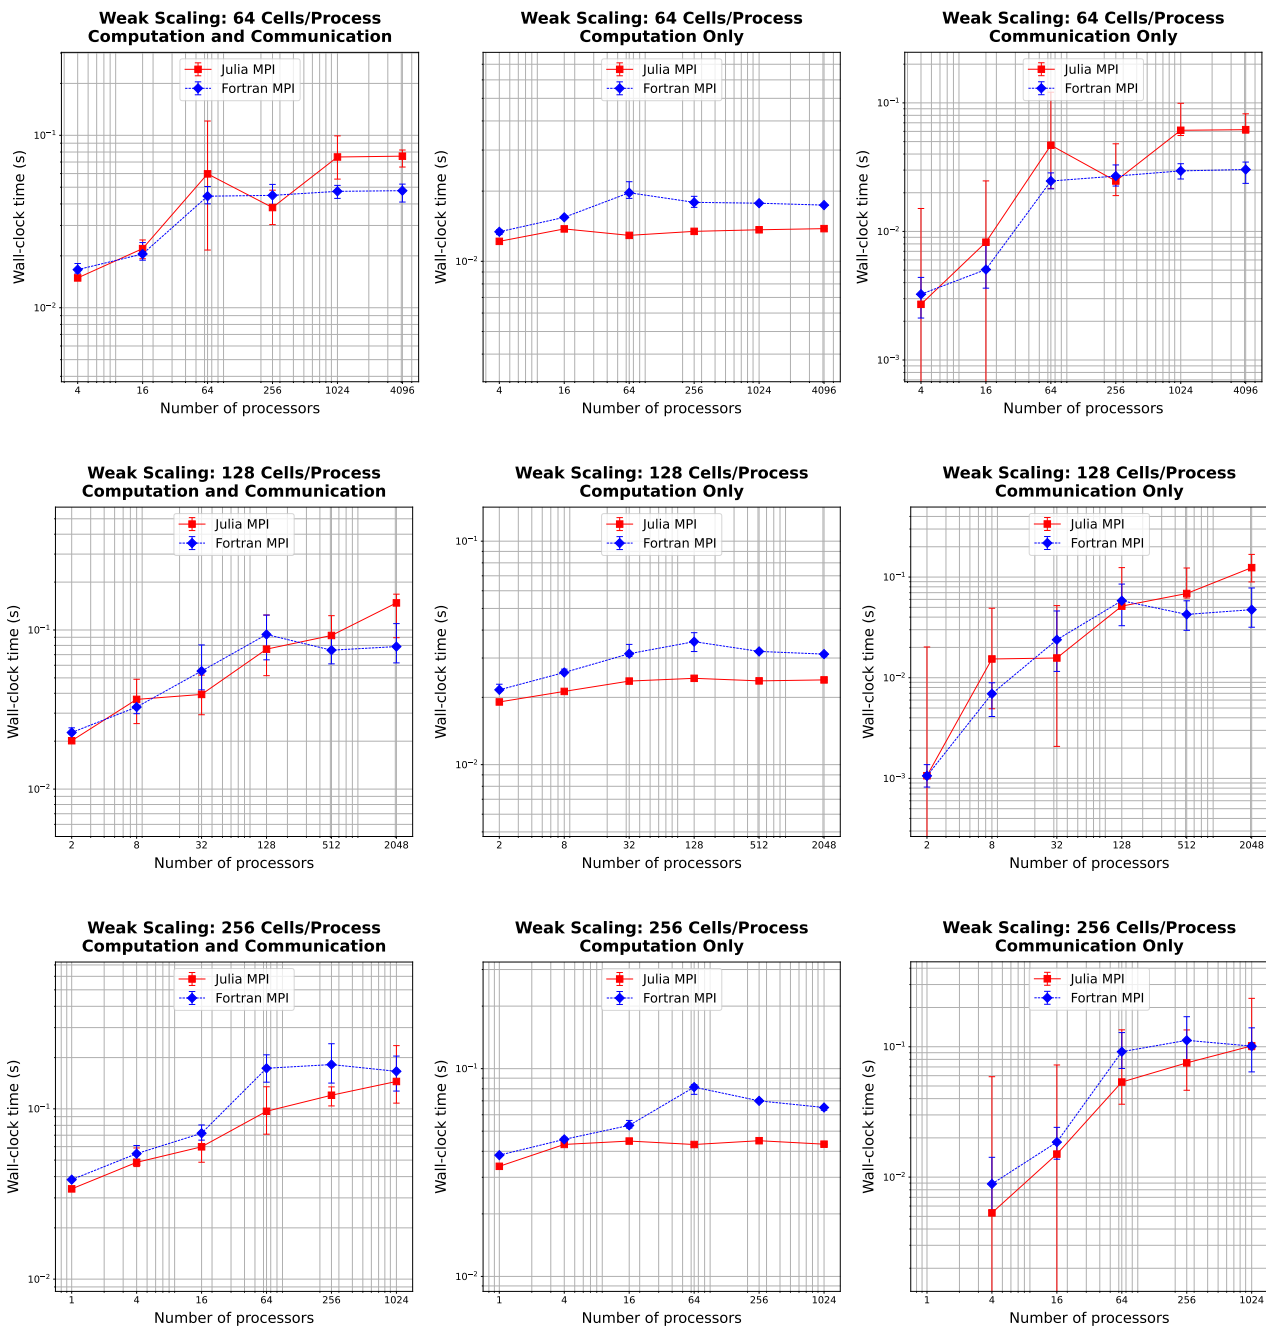 Weak Scaling: 64 Cells/Process
Computation and Communication
Wall-clock time (s)
10⁻¹
10⁻²
Julia MPI
Fortran MPI
4 16 64 256 1024 4096
Number of processors
Weak Scaling: 64 Cells/Process
Computation Only
Wall-clock time (s)
10⁻²
Julia MPI
Fortran MPI
4 16 64 256 1024 4096
Number of processors
Weak Scaling: 64 Cells/Process
Communication Only
Wall-clock time (s)
10⁻¹
10⁻²
10⁻³
Julia MPI
Fortran MPI
4 16 64 256 1024 4096
Number of processors
Weak Scaling: 128 Cells/Process
Computation and Communication
Wall-clock time (s)
10⁻¹
10⁻²
Julia MPI
Fortran MPI
2 8 32 128 512 2048
Number of processors
Weak Scaling: 128 Cells/Process
Computation Only
Wall-clock time (s)
10⁻¹
10⁻²
Julia MPI
Fortran MPI
2 8 32 128 512 2048
Number of processors
Weak Scaling: 128 Cells/Process
Communication Only
Wall-clock time (s)
10⁻¹
10⁻²
10⁻³
Julia MPI
Fortran MPI
2 8 32 128 512 2048
Number of processors
Weak Scaling: 256 Cells/Process
Computation and Communication
Wall-clock time (s)
10⁻¹
10⁻²
Julia MPI
Fortran MPI
1 4 16 64 256 1024
Number of processors
Weak Scaling: 256 Cells/Process
Computation Only
Wall-clock time (s)
10⁻¹
10⁻²
Julia MPI
Fortran MPI
1 4 16 64 256 1024
Number of processors
Weak Scaling: 256 Cells/Process
Communication Only
Wall-clock time (s)
10⁻¹
10⁻²
Julia MPI
Fortran MPI
1 4 16 64 256 1024
Number of processors